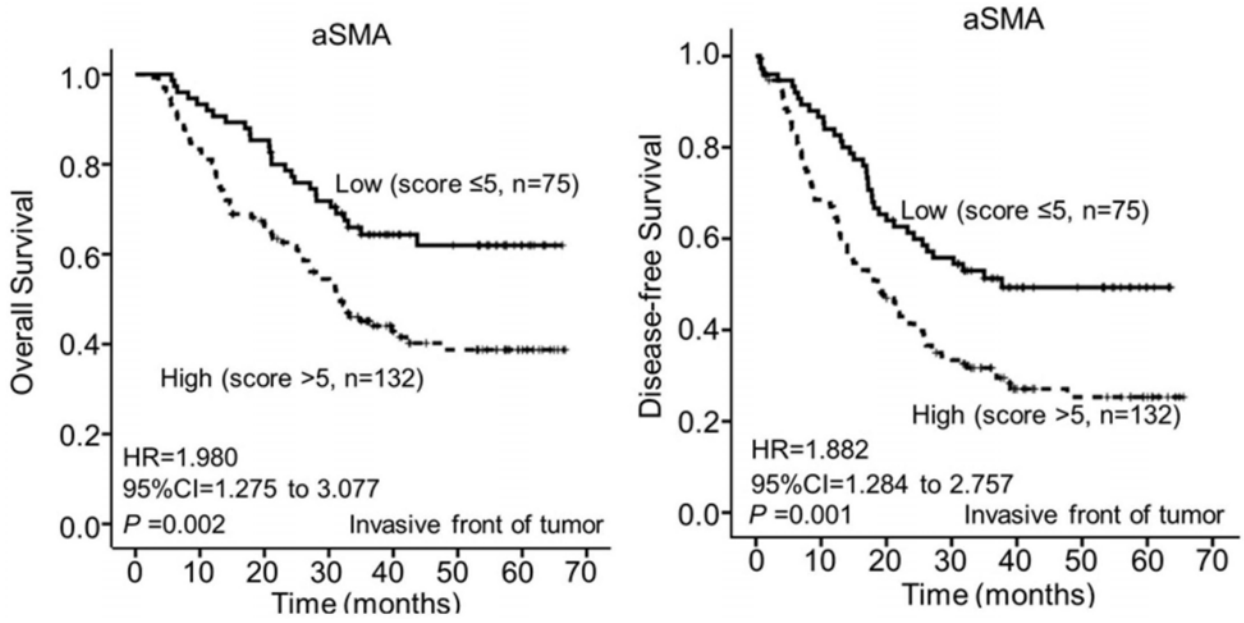 aSMA
Overall Survival
1.0
0.8
0.6
0.4
0.2
0.0
Low (score ≤5, n=75)
High (score >5, n=132)
HR=1.980
95%CI=1.275 to 3.077
P =0.002
Invasive front of tumor
0 10 20 30 40 50 60 70
Time (months)
aSMA
Disease-free Survival
1.0
0.8
0.6
0.4
0.2
0.0
Low (score ≤5, n=75)
High (score >5, n=132)
HR=1.882
95%CI=1.284 to 2.757
P =0.001
Invasive front of tumor
0 10 20 30 40 50 60 70
Time (months)